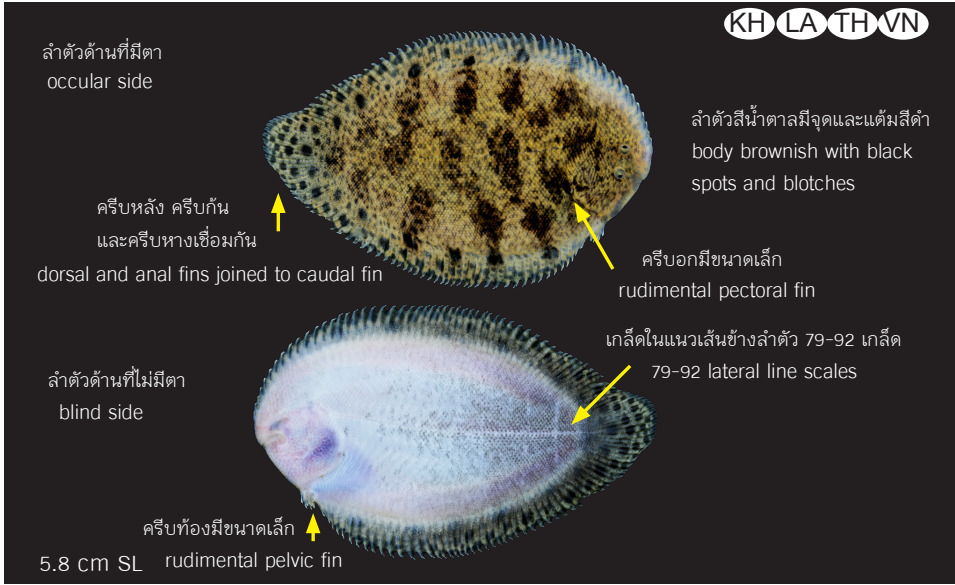 KH LA TH VN
ลำตัวด้านที่มีตา
occular side
ลำตัวสีน้ำตาลมีจุดและแต้มสีดำ
body brownish with black
spots and blotches
ครีบหลัง ครีบก้น
และครีบหางเชื่อมกัน
dorsal and anal fins joined to caudal fin
ครีบอกมีขนาดเล็ก
rudimental pectoral fin
เกล็ดในแนวเส้นข้างลำตัว 79-92 เกล็ด
79-92 lateral line scales
ลำตัวด้านที่ไม่มีตา
blind side
ครีบท้องมีขนาดเล็ก
rudimental pelvic fin
5.8 cm SL